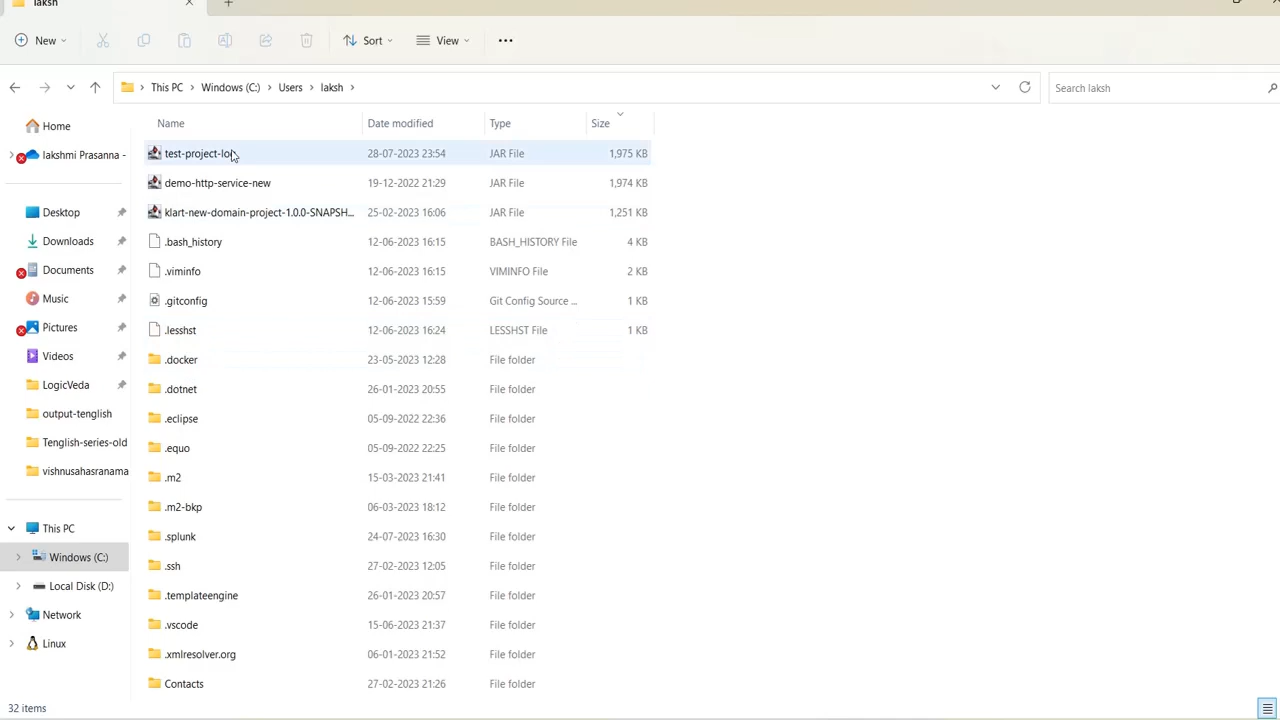 laksh
New
Sort
View
This PC
Windows (C:)
Users
laksh
Search laksh
Home
lakshmi Prasanna -
Desktop
Downloads
Documents
Music
Pictures
Videos
LogicVeda
output-tenglish
Tenglish-series-old
vishnusahasranama
This PC
Windows (C:)
Local Disk (D:)
Network
Linux
Name Date modified Type Size
28-07-2023 23:54 JAR File 1,975 KB
demo-http-service-new 19-12-2022 21:29 JAR File 1,974 KB
klart-new-domain-project-1.0.0-SNAPSH... 25-02-2023 16:06 JAR File 1,251 KB
.bash_history 12-06-2023 16:15 BASH_HISTORY File 4 KB
.viminfo 12-06-2023 16:15 VIMINFO File 2 KB
.gitconfig 12-06-2023 15:59 Git Config Source ... 1 KB
.lesshst 12-06-2023 16:24 LESSHST File 1 KB
.docker 23-05-2023 12:28 File folder
.dotnet 26-01-2023 20:55 File folder
.eclipse 05-09-2022 22:36 File folder
.equo 05-09-2022 22:25 File folder
.m2 15-03-2023 21:41 File folder
.m2-bkp 06-03-2023 18:12 File folder
.splunk 24-07-2023 16:30 File folder
.ssh 27-02-2023 12:05 File folder
.templateengine 26-01-2023 20:57 File folder
.vscode 15-06-2023 21:37 File folder
.xmlresolver.org 06-01-2023 21:52 File folder
Contacts 27-02-2023 21:26 File folder
32 items